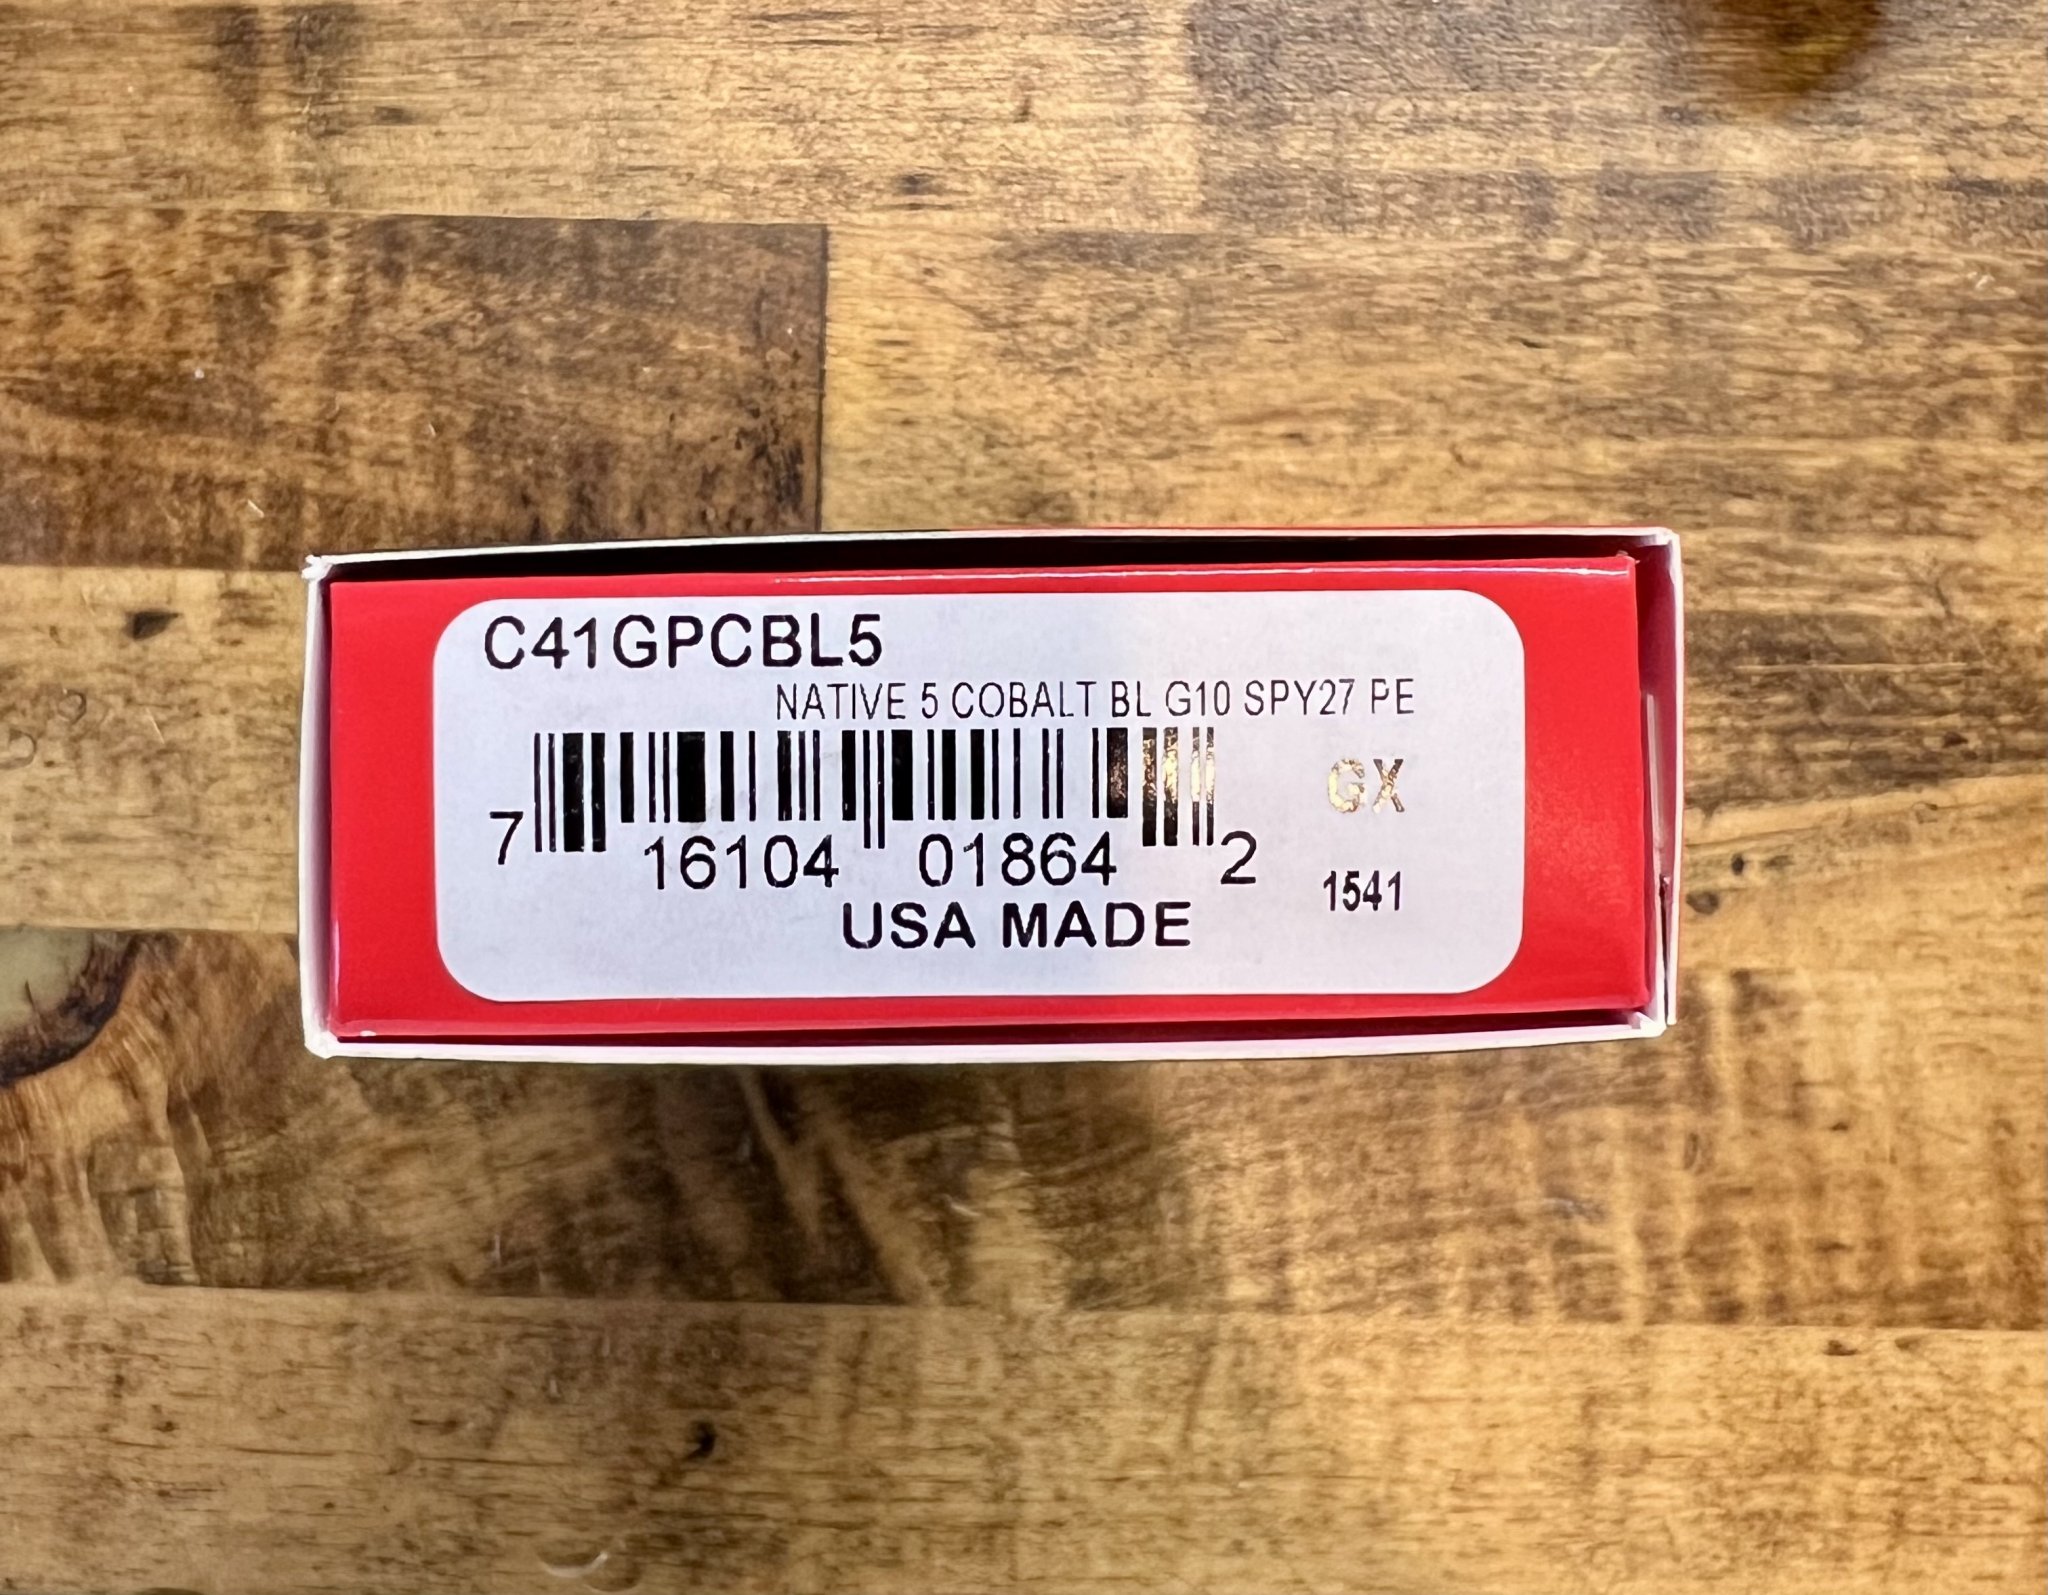 C41GPCBL5
NATIVE 5 COBALT BL G10 SPY27 PE
GX
7 16104 01864 2
1541
USA MADE